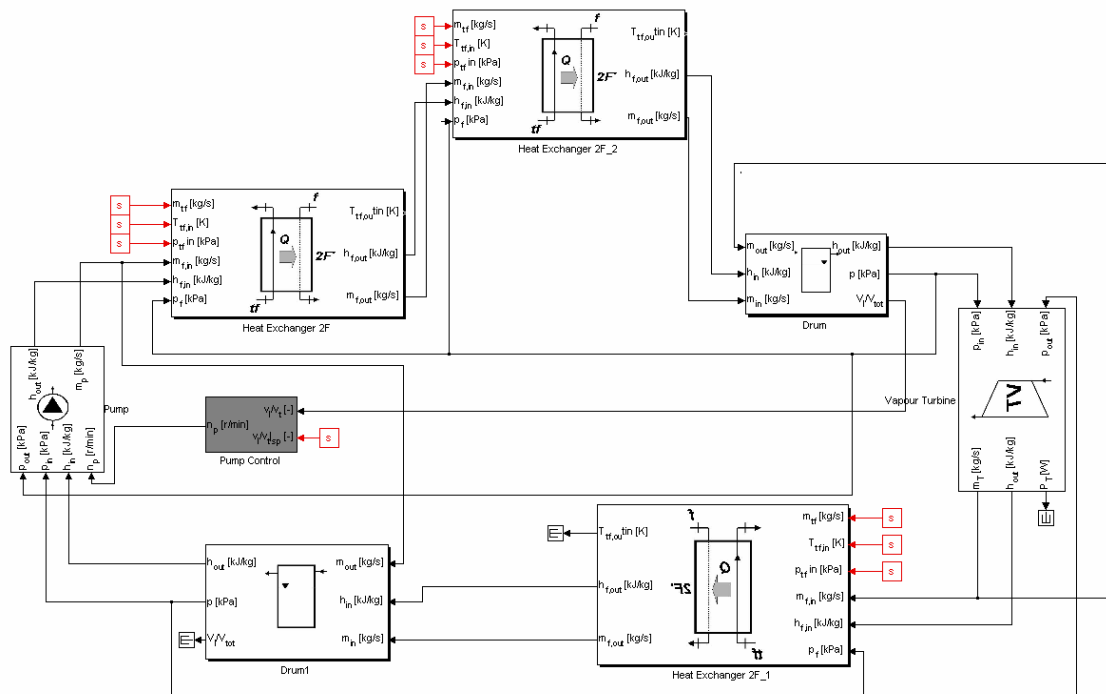 s
m_tf [kg/s]
s
T_tf,in [K]
s
p_tf in [kPa]
m_f,in [kg/s]
h_f,in [kJ/kg]
p_f [kPa]
f
Q
2F'
tf
T_tf,ou tin [K]
h_f,out [kJ/kg]
m_f,out [kg/s]
Heat Exchanger 2F_2
s
m_tf [kg/s]
s
T_tf,in [K]
s
p_tf in [kPa]
m_f,in [kg/s]
h_f,in [kJ/kg]
p_f [kPa]
f
Q
2F'
tf
T_tf,ou tin [K]
h_f,out [kJ/kg]
m_f,out [kg/s]
Heat Exchanger 2F
m_out [kg/s]
h_in [kJ/kg]
m_in [kg/s]
h_out [kJ/kg]
p [kPa]
V_l/V_tot
Drum
h_out [kJ/kg]
m_p [kg/s]
p_out [kPa]
p_in [kPa]
h_in [kJ/kg]
n_p [r/min]
Pump
n_p [r/min]
v_l/v_t [-]
v_l/v_t|_sp [-]
s
Pump Control
p_in [kPa]
h_in [kJ/kg]
p_out [kPa]
TV
m_T [kg/s]
h_out [kJ/kg]
P_T [W]
Vapour Turbine
T_tf,ou tin [K]
h_f,out [kJ/kg]
m_f,out [kg/s]
f
Q
2F'
tf
m_tf [kg/s]
s
T_tf,in [K]
s
p_tf in [kPa]
s
m_f,in [kg/s]
h_f,in [kJ/kg]
p_f [kPa]
Heat Exchanger 2F_1
h_out [kJ/kg]
p [kPa]
V_l/V_tot
m_out [kg/s]
h_in [kJ/kg]
m_in [kg/s]
Drum1